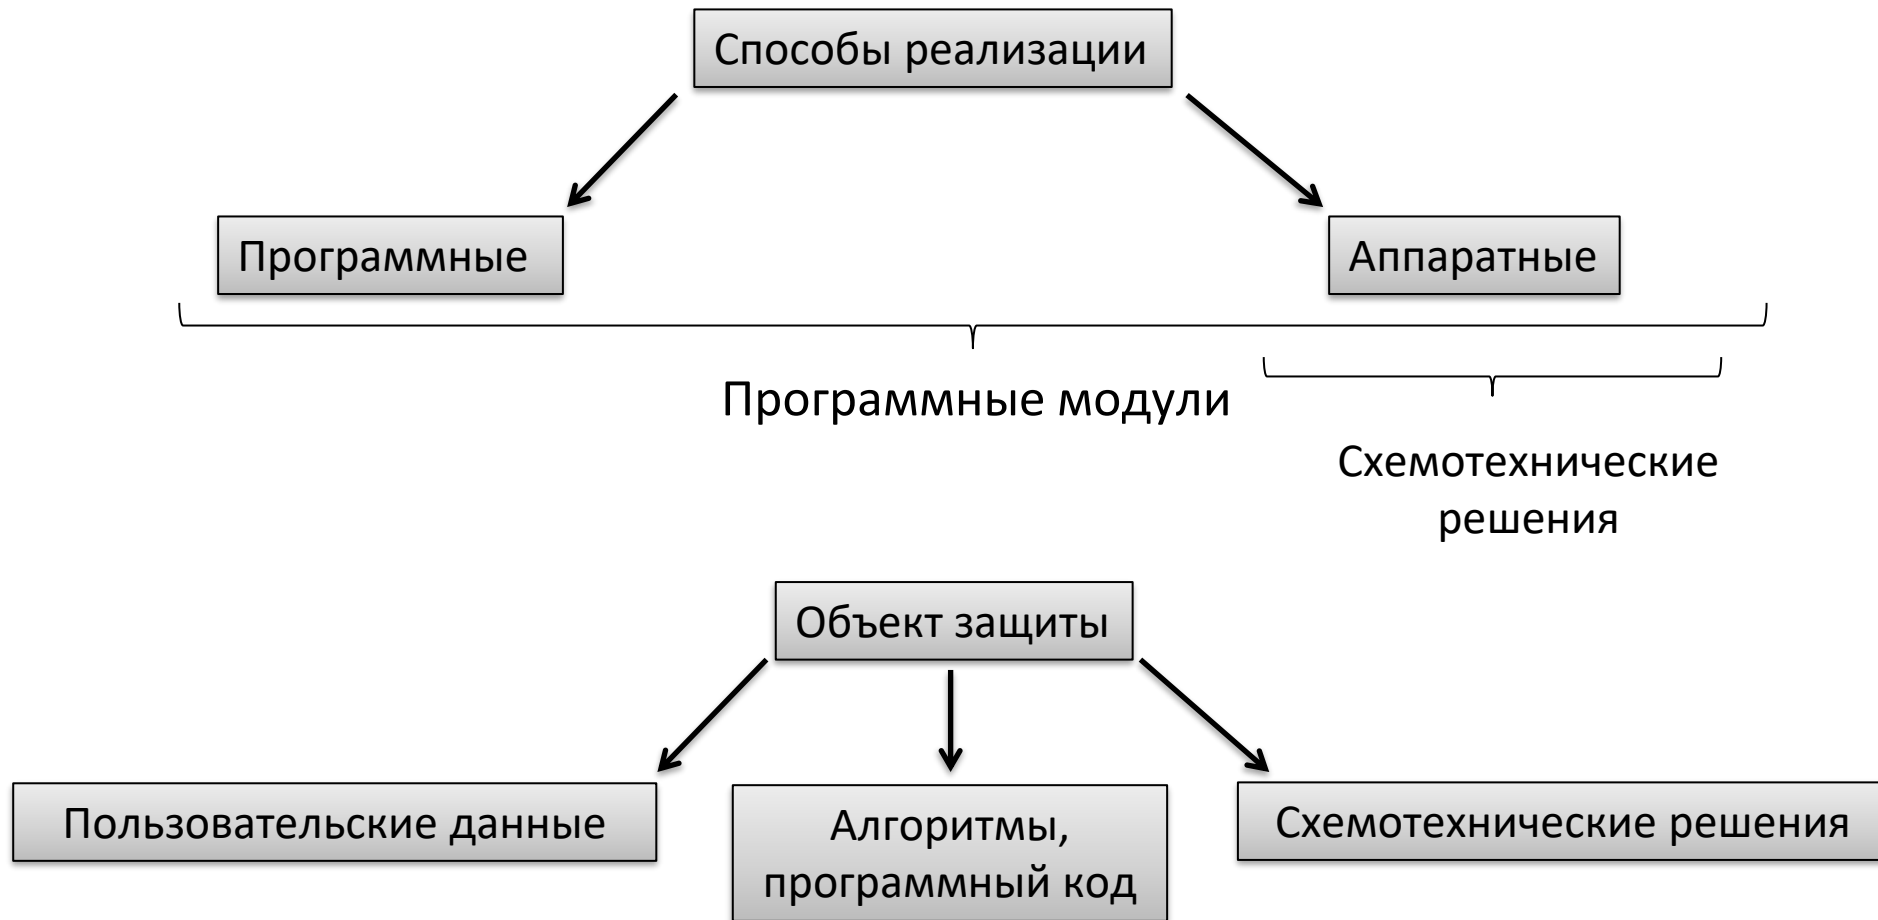 Способы реализации
Программные
Аппаратные
Программные модули
Схемотехнические
решения
Объект защиты
Пользовательские данные
Алгоритмы,
программный код
Схемотехнические решения